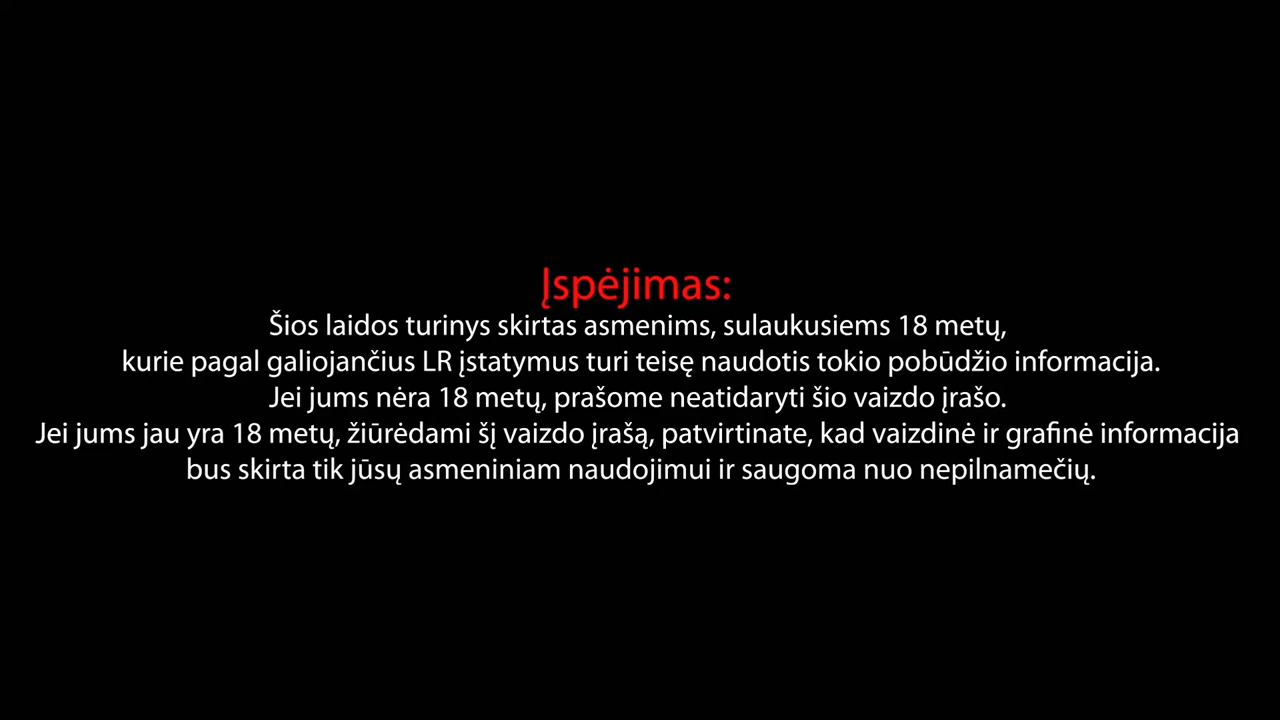 Įspėjimas:
Šios laidos turinys skirtas asmenims, sulaukusiems 18 metų,
kurie pagal galiojančius LR įstatymus turi teisę naudotis tokio pobūdžio informacija.
Jei jums nėra 18 metų, prašome neatidaryti šio vaizdo įrašo.
Jei jums jau yra 18 metų, žiūrėdami šį vaizdo įrašą, patvirtinate, kad vaizdinė ir grafinė informacija
bus skirta tik jūsų asmeniniam naudojimui ir saugoma nuo nepilnamečių.